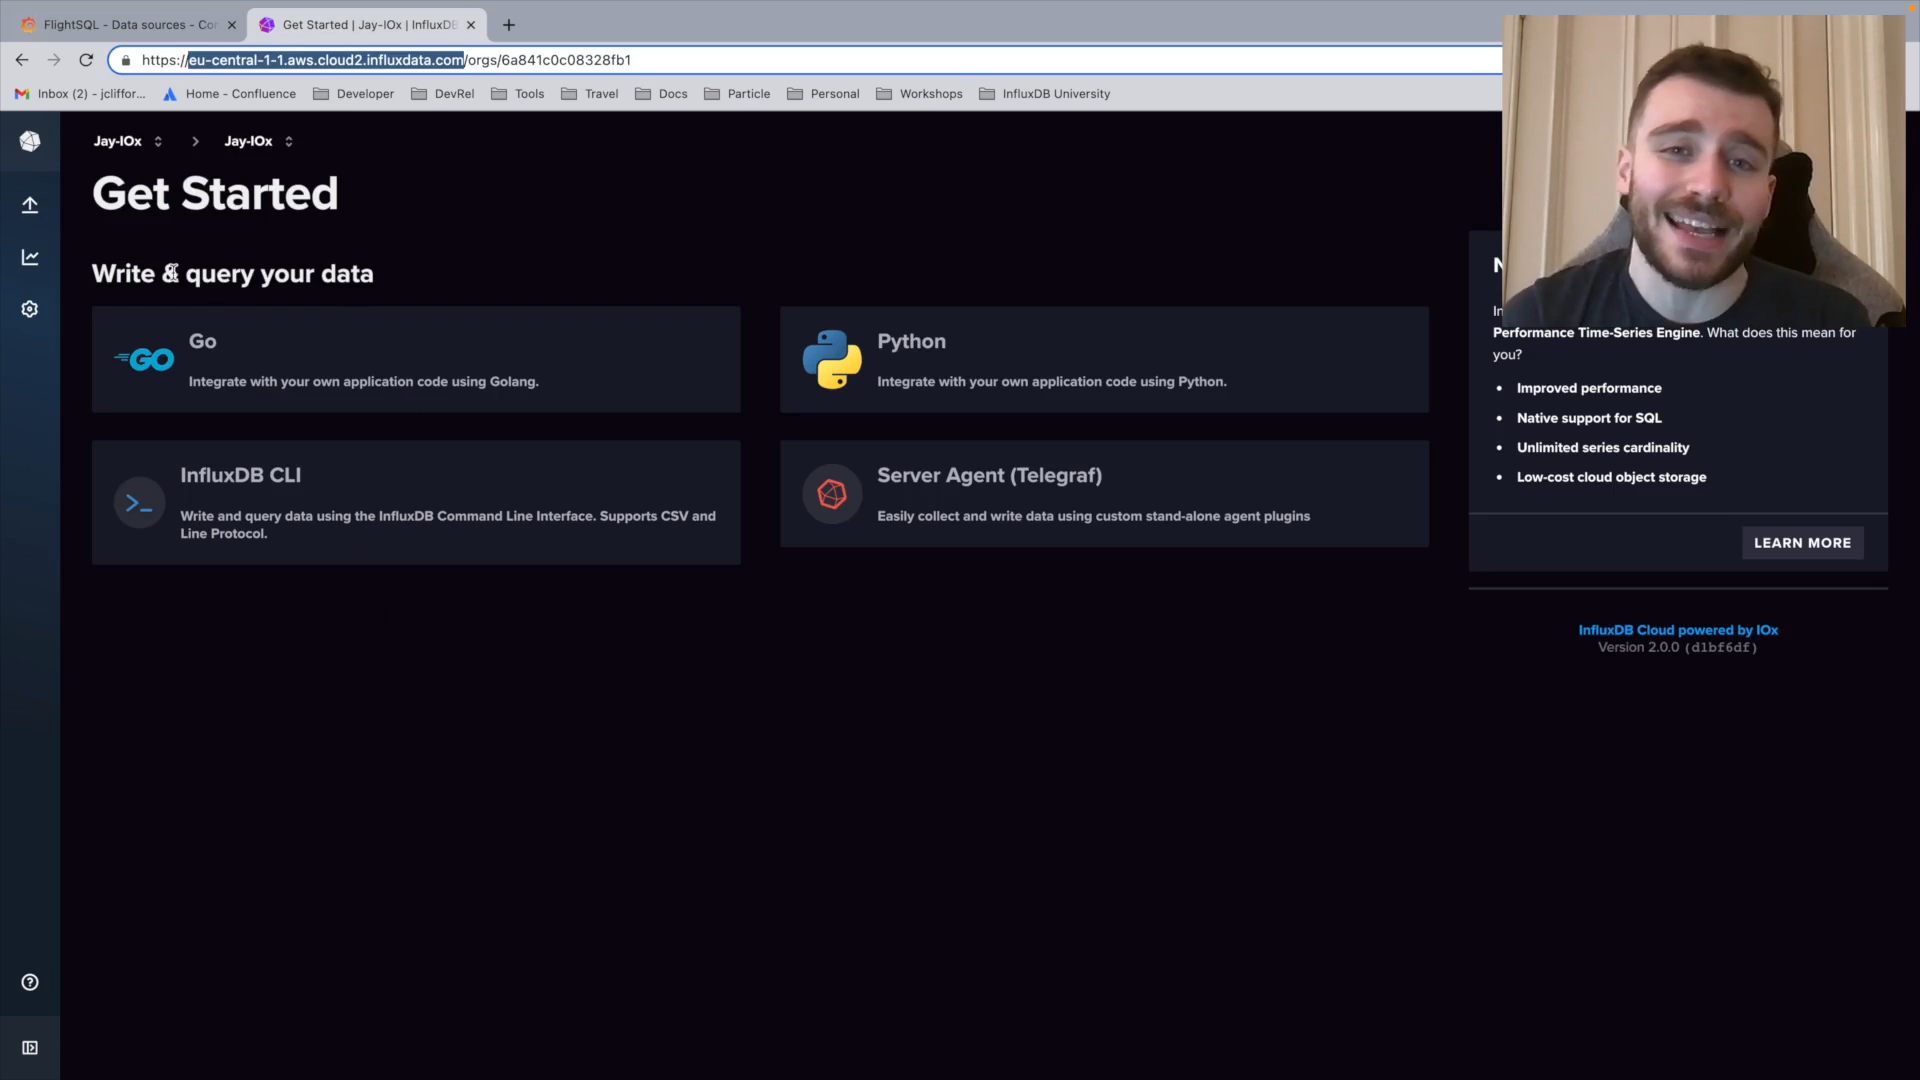 FlightSQL - Data sources - Con
Get Started | Jay-IOx | InfluxDB
https://eu-central-1-1.aws.cloud2.influxdata.com/orgs/6a841c0c08328fb1
Inbox (2) - jcliffor...
Home - Confluence
Developer
DevRel
Tools
Travel
Docs
Particle
Personal
Workshops
InfluxDB University
Jay-IOx
Jay-IOx
Get Started
Write & query your data
Go
Integrate with your own application code using Golang.
Python
Integrate with your own application code using Python.
InfluxDB CLI
Write and query data using the InfluxDB Command Line Interface. Supports CSV and
Line Protocol.
Server Agent (Telegraf)
Easily collect and write data using custom stand-alone agent plugins
Performance Time-Series Engine. What does this mean for
you?
Improved performance
Native support for SQL
Unlimited series cardinality
Low-cost cloud object storage
LEARN MORE
InfluxDB Cloud powered by IOx
Version 2.0.0 (d1bf6df)